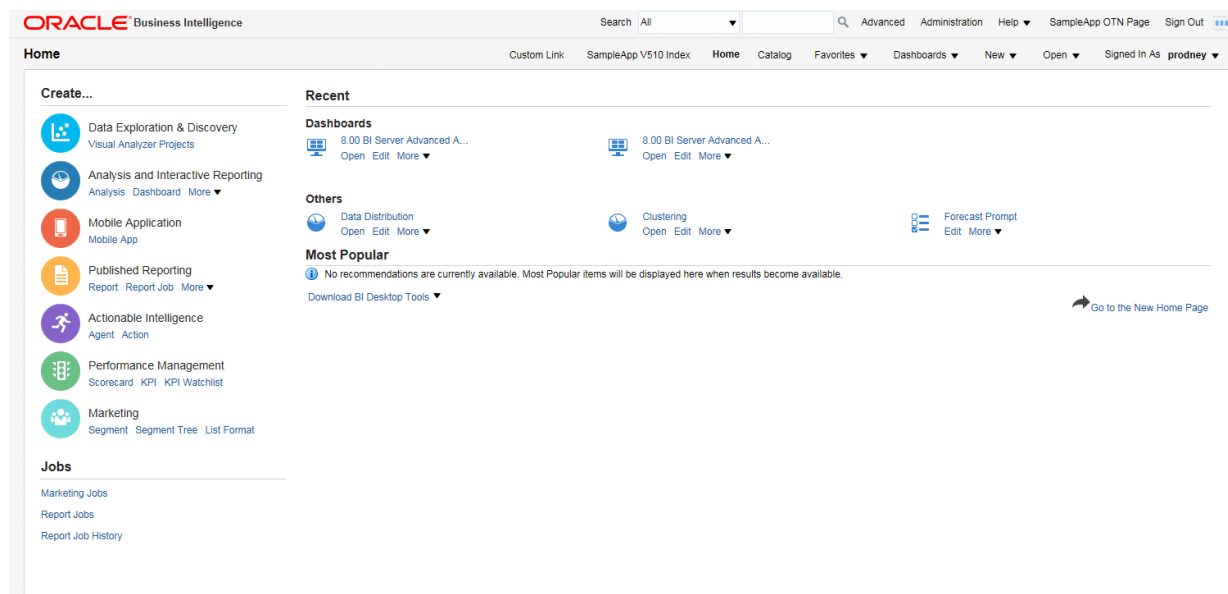 ORACLE Business Intelligence Search All Advanced Administration Help SampleApp OTN Page Sign Out
Home Custom Link SampleApp V510 Index Home Catalog Favorites Dashboards New Open Signed In As prodney
Create...
Data Exploration & Discovery
Visual Analyzer Projects
Analysis and Interactive Reporting
Analysis Dashboard More
Mobile Application
Mobile App
Published Reporting
Report Report Job More
Actionable Intelligence
Agent Action
Performance Management
Scorecard KPI KPI Watchlist
Marketing
Segment Segment Tree List Format
Jobs
Marketing Jobs
Report Jobs
Report Job History
Recent
Dashboards
8.00 BI Server Advanced A... 8.00 BI Server Advanced A...
Open Edit More Open Edit More
Others
Data Distribution Clustering Forecast Prompt
Open Edit More Open Edit More Edit More
Most Popular
No recommendations are currently available. Most Popular items will be displayed here when results become available.
Download BI Desktop Tools
Go to the New Home Page